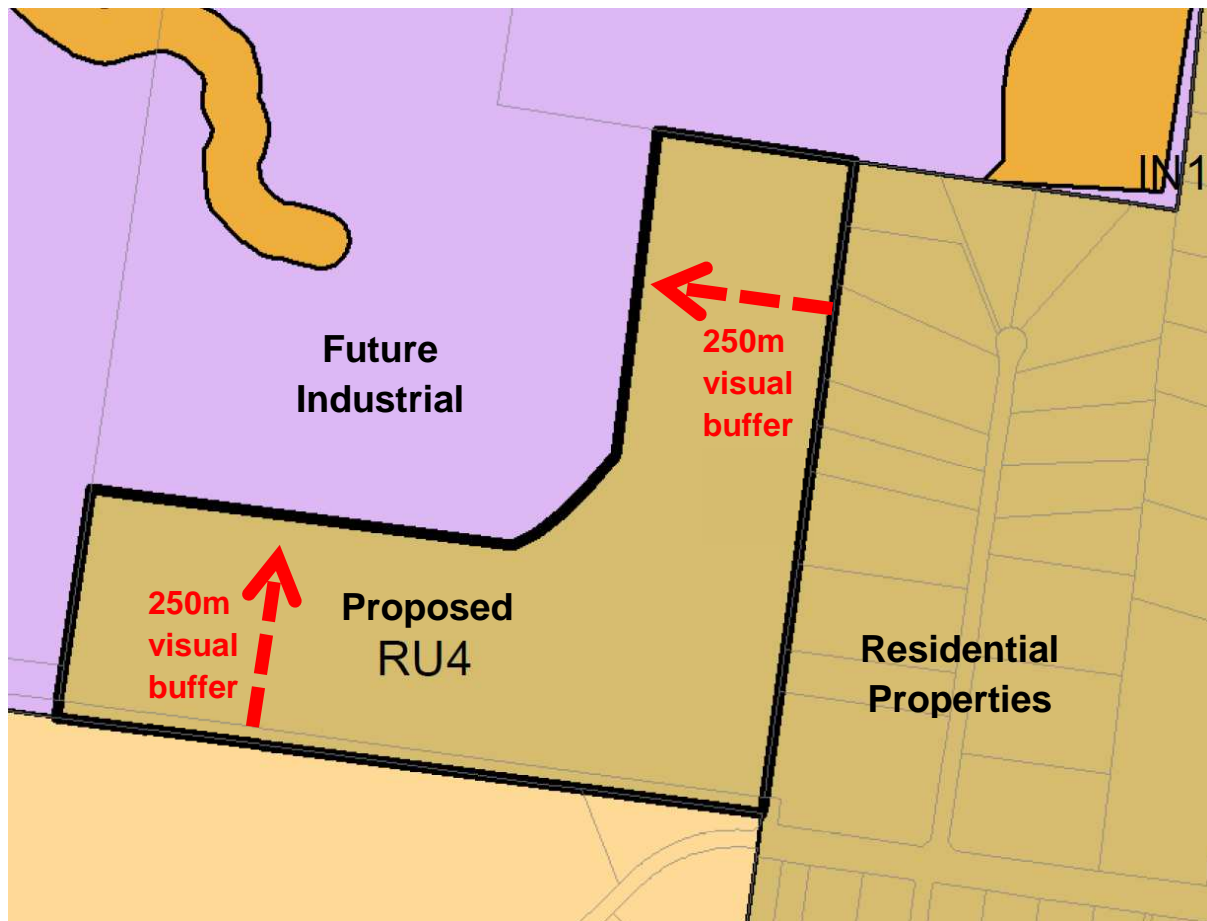 IN1
Future
Industrial
250m
visual
buffer
250m
visual
buffer
Proposed
RU4
Residential
Properties